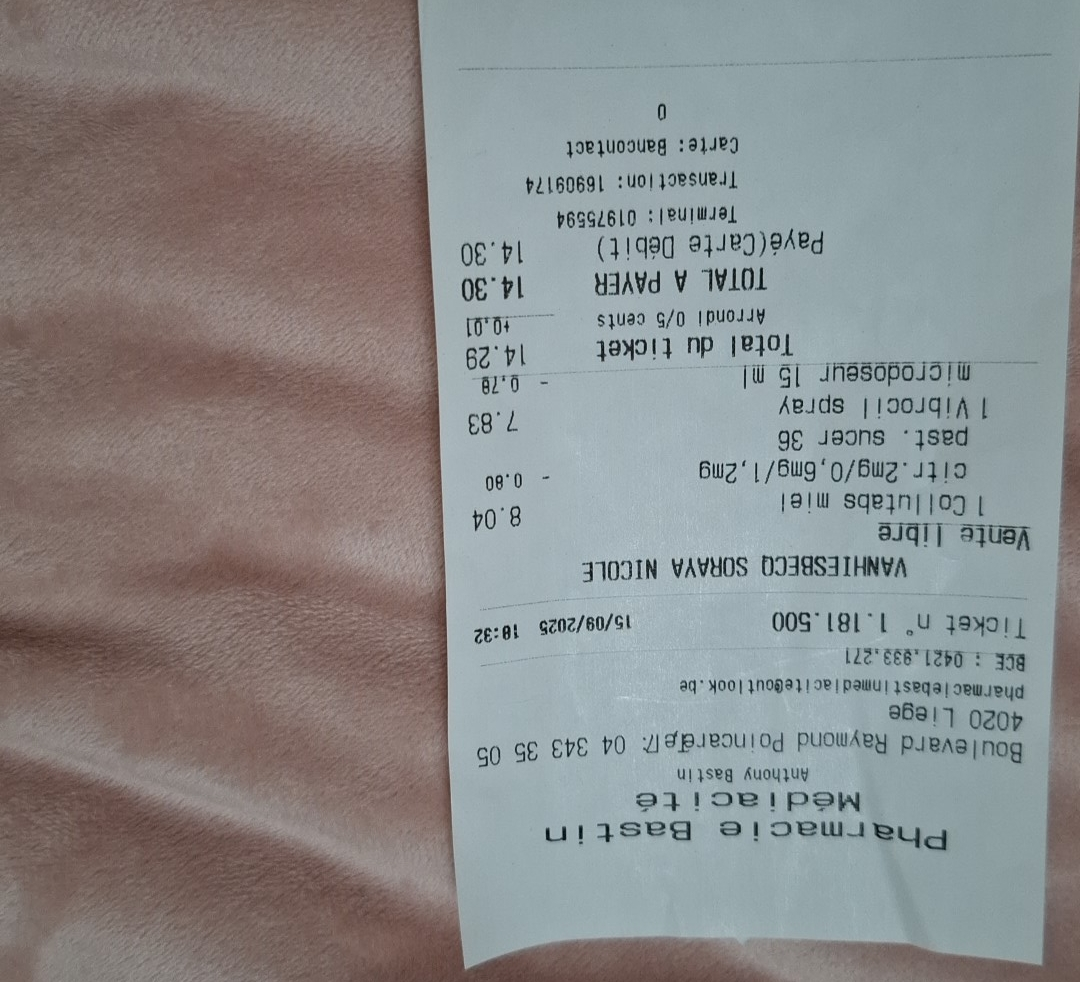 Pharmacie Bastin
Médiacité
Anthony Bastin
Boulevard Raymond Poincaré 7. 04 343 35 05
4020 Liege
pharmaciebastinmediacite@outlook.be
BCE : 0421.933.271
Ticket n° 1.181.500 15/09/2025 18:32
VANHIESBECQ SORAYA NICOLE
Vente libre
1 Collutabs miel 8.04
citr.2mg/0,6mg/1,2mg - 0.80
past. sucer 36
1 Vibrocil spray 7.83
microdoseur 15 ml - 0.78
Total du ticket 14.29
Arrondi 0/5 cents +0.01
TOTAL A PAYER 14.30
Payé(Carte Débit) 14.30
Terminal: 01975594
Transaction: 16909174
Carte: Bancontact
0